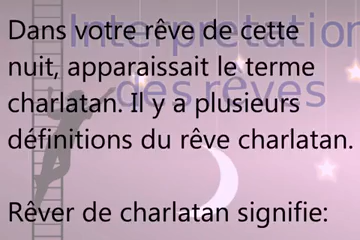 Interpretation
des rêves
Dans votre rêve de cette
nuit, apparaissait le terme
charlatan. Il y a plusieurs
définitions du rêve charlatan.
Rêver de charlatan signifie: